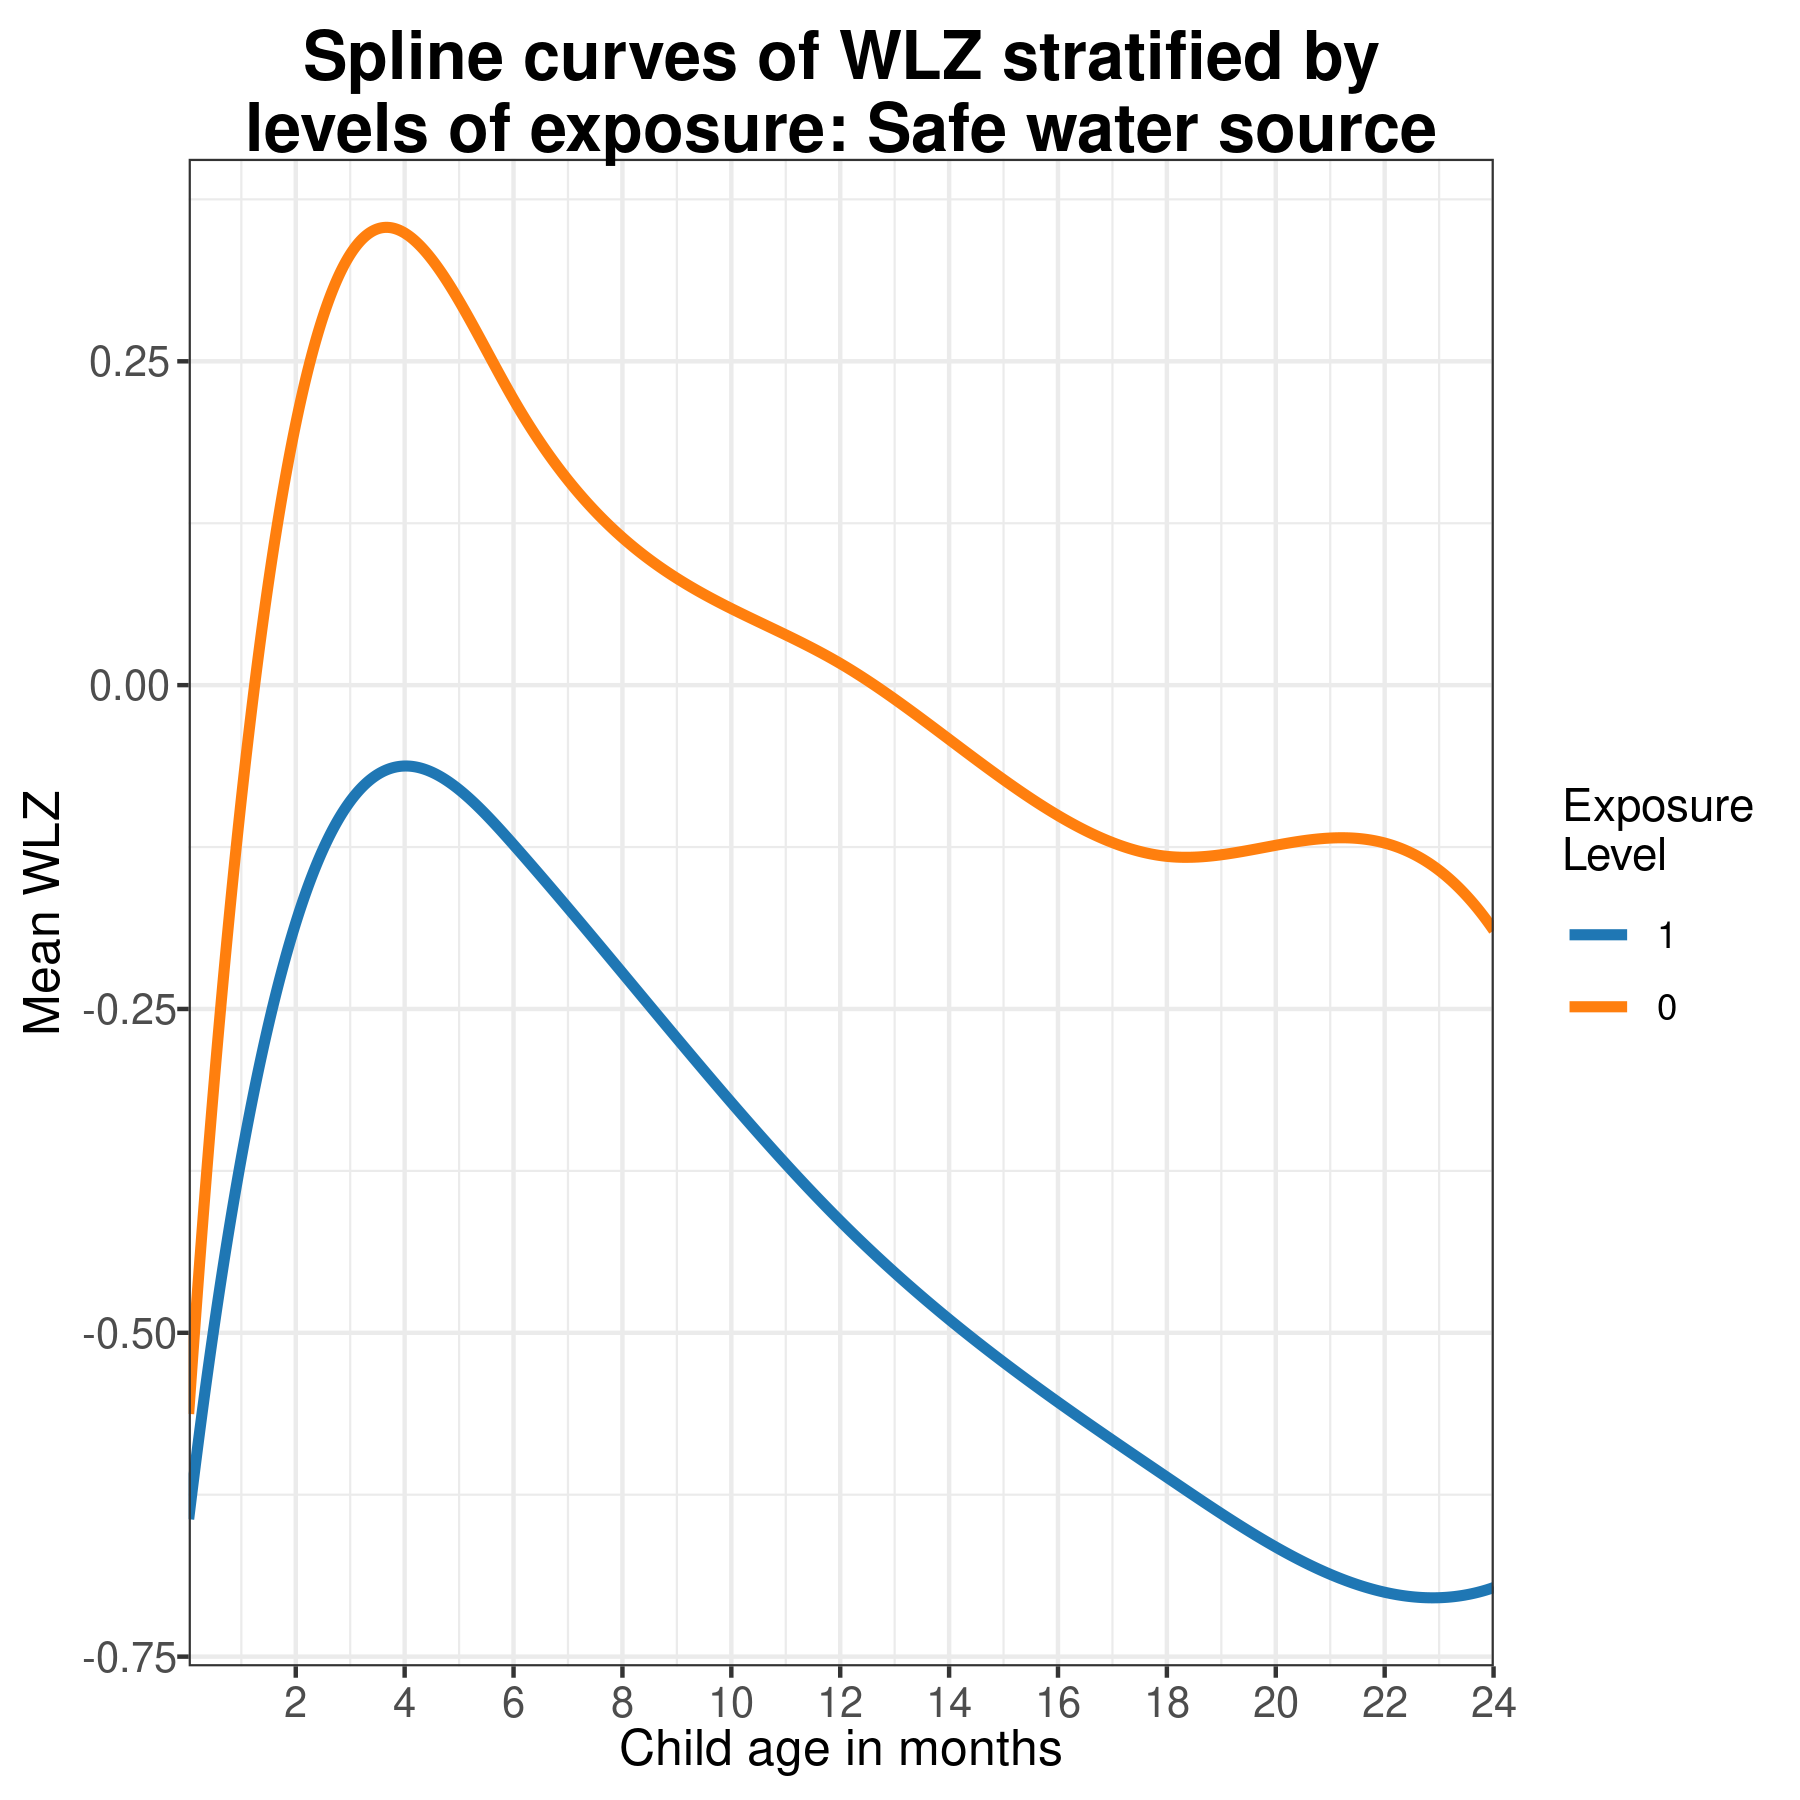 Spline curves of WLZ stratified by
levels of exposure: Safe water source
Mean WLZ
0.25
0.00
-0.25
-0.50
-0.75
2 4 6 8 10 12 14 16 18 20 22 24
Child age in months
Exposure
Level
1
0